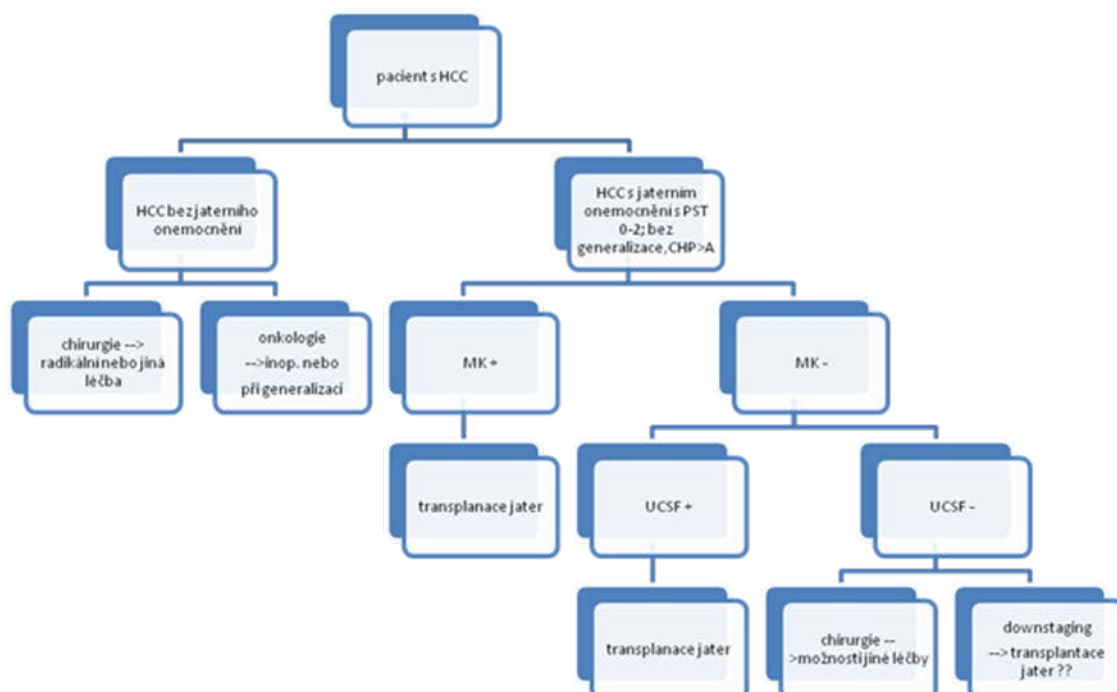 pacient s HCC
HCC bez jaterního
onemocnění
HCC s jaterním
onemocnění s PST
0-2; bez
generalizace, CHP>A
chirurgie -->
radikální nebo jiná
léčba
onkologie
-->inop. nebo
při generalizaci
MK +
MK -
transplanace jater
UCSF +
UCSF -
transplanace jater
chirurgie --
>možnosti jiné léčby
downstaging
--> transplantace
jater ??